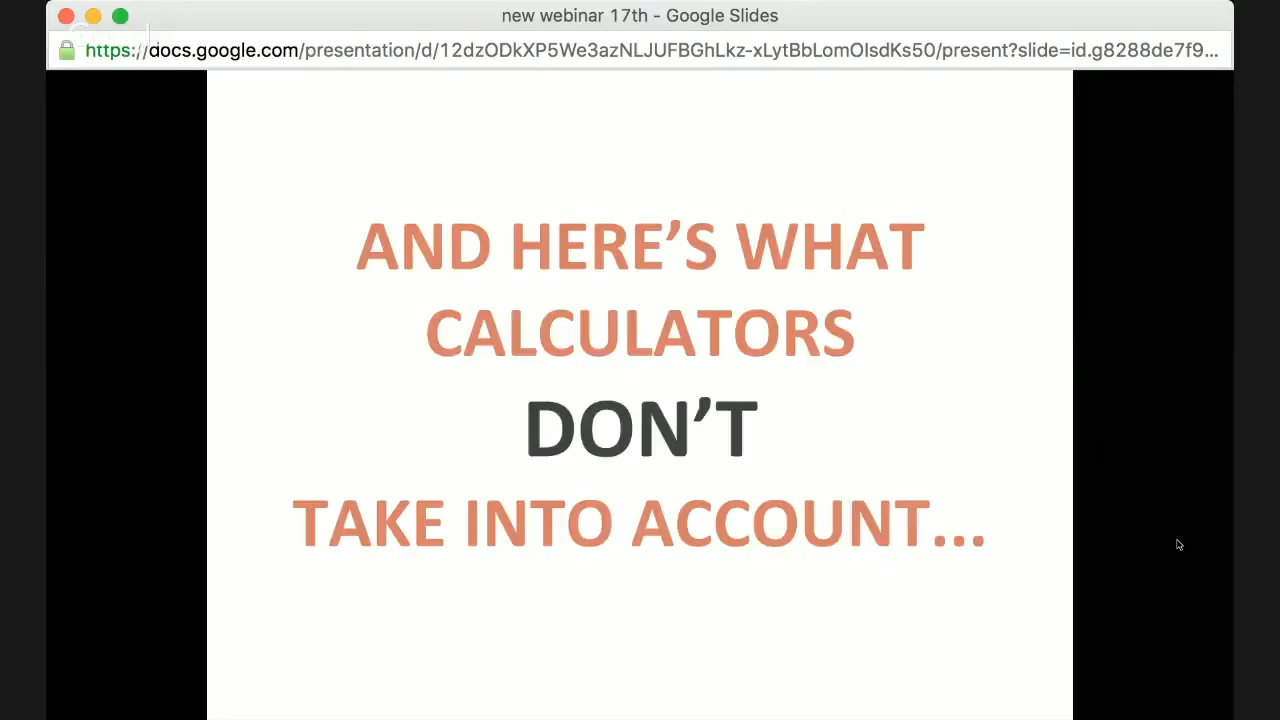 new webinar 17th - Google Slides
https://docs.google.com/presentation/d/12dzODkXP5We3azNLJUFBGhLkz-xLytBbLomOIsdKs50/present?slide=id.g8288de7f9...
AND HERE’S WHAT
CALCULATORS
DON’T
TAKE INTO ACCOUNT...